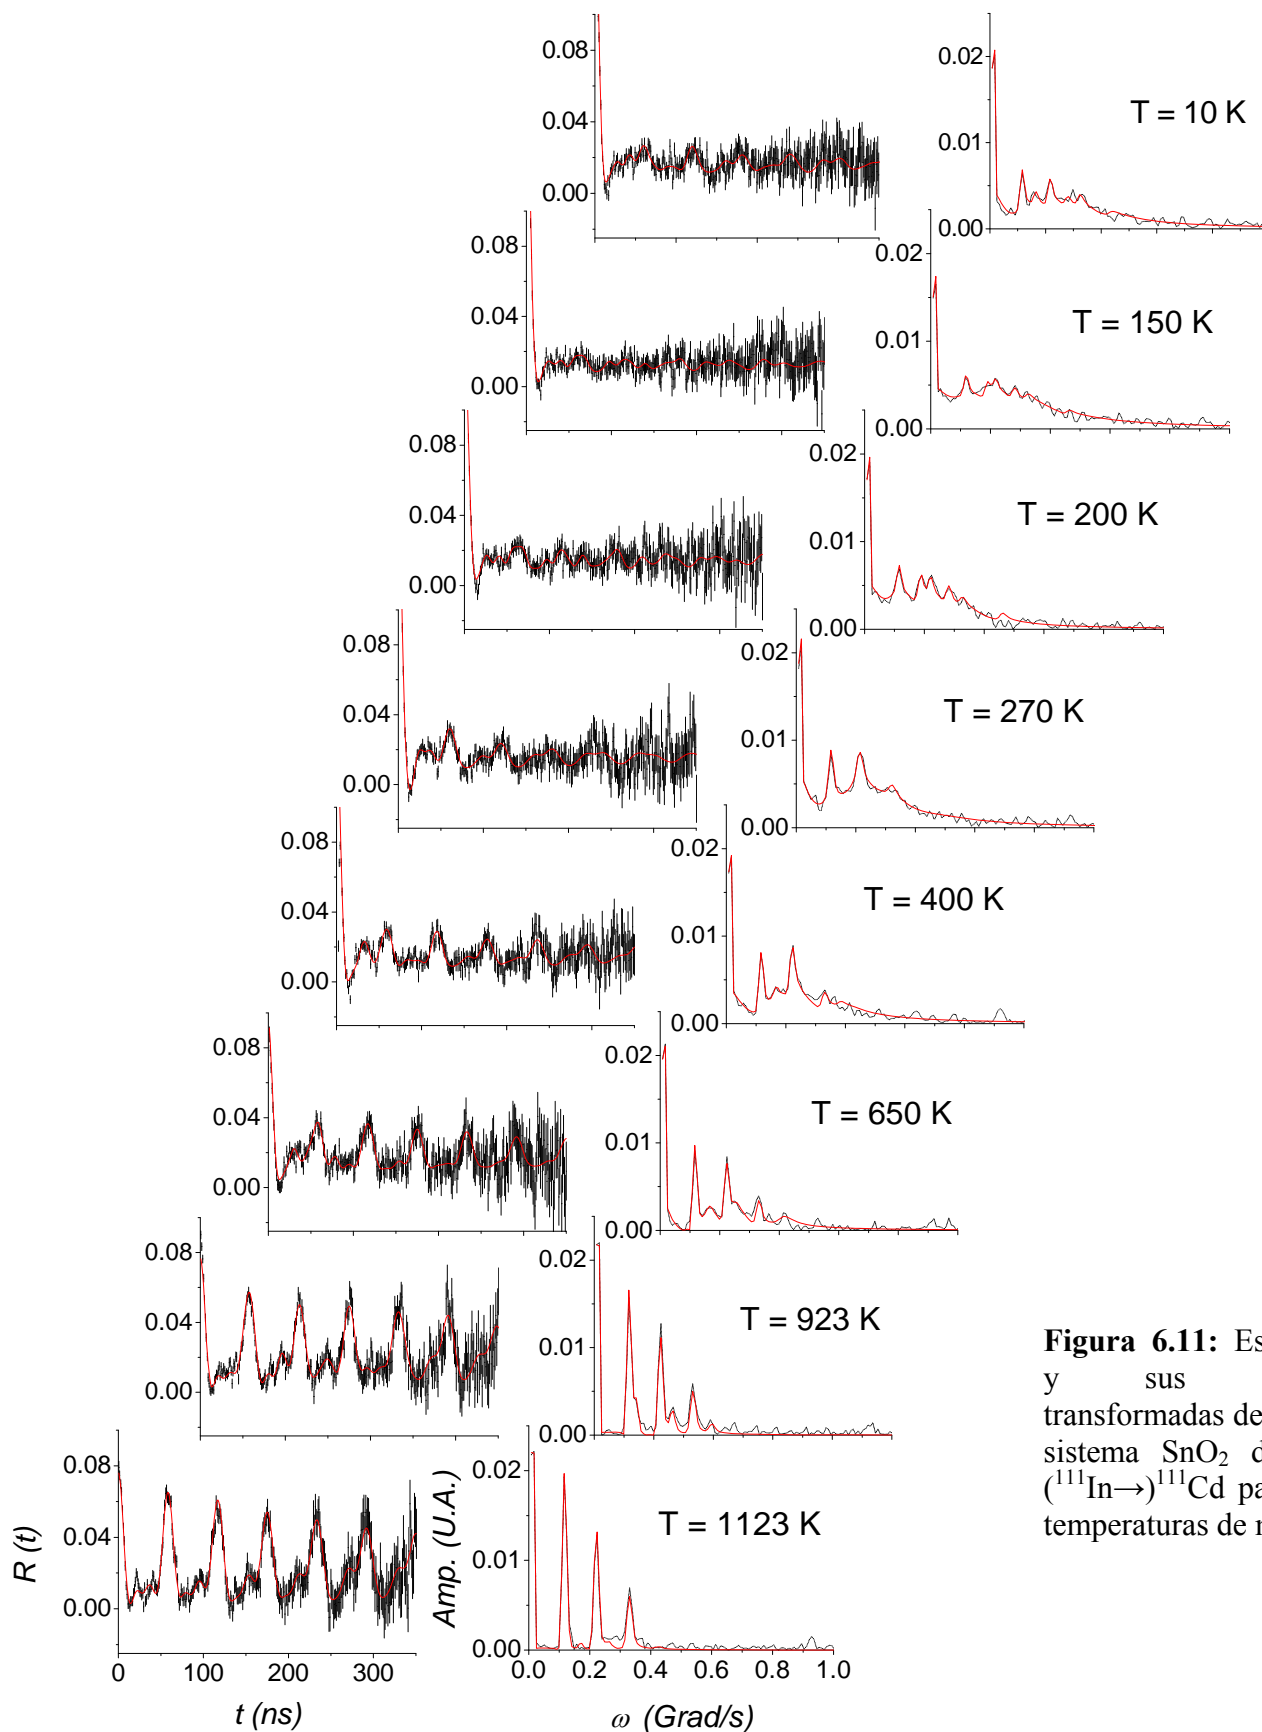 0.08
0.04
0.00
0.02
0.01
0.00
T = 10 K
0.08
0.04
0.00
0.02
0.01
0.00
T = 150 K
0.08
0.04
0.00
0.02
0.01
0.00
T = 200 K
0.08
0.04
0.00
0.02
0.01
0.00
T = 270 K
0.08
0.04
0.00
0.02
0.01
0.00
T = 400 K
0.08
0.04
0.00
0.02
0.01
0.00
T = 650 K
0.08
0.04
0.00
0.02
0.01
0.00
T = 923 K
0.08
0.04
0.00
R (t)
0 100 200 300
t (ns)
0.02
0.01
0.00
Amp. (U.A.)
T = 1123 K
0.0 0.2 0.4 0.6 0.8 1.0
ω (Grad/s)
Figura 6.11: Es
y sus
transformadas de
sistema SnO₂ d
(¹¹¹In→)¹¹¹Cd pa
temperaturas de